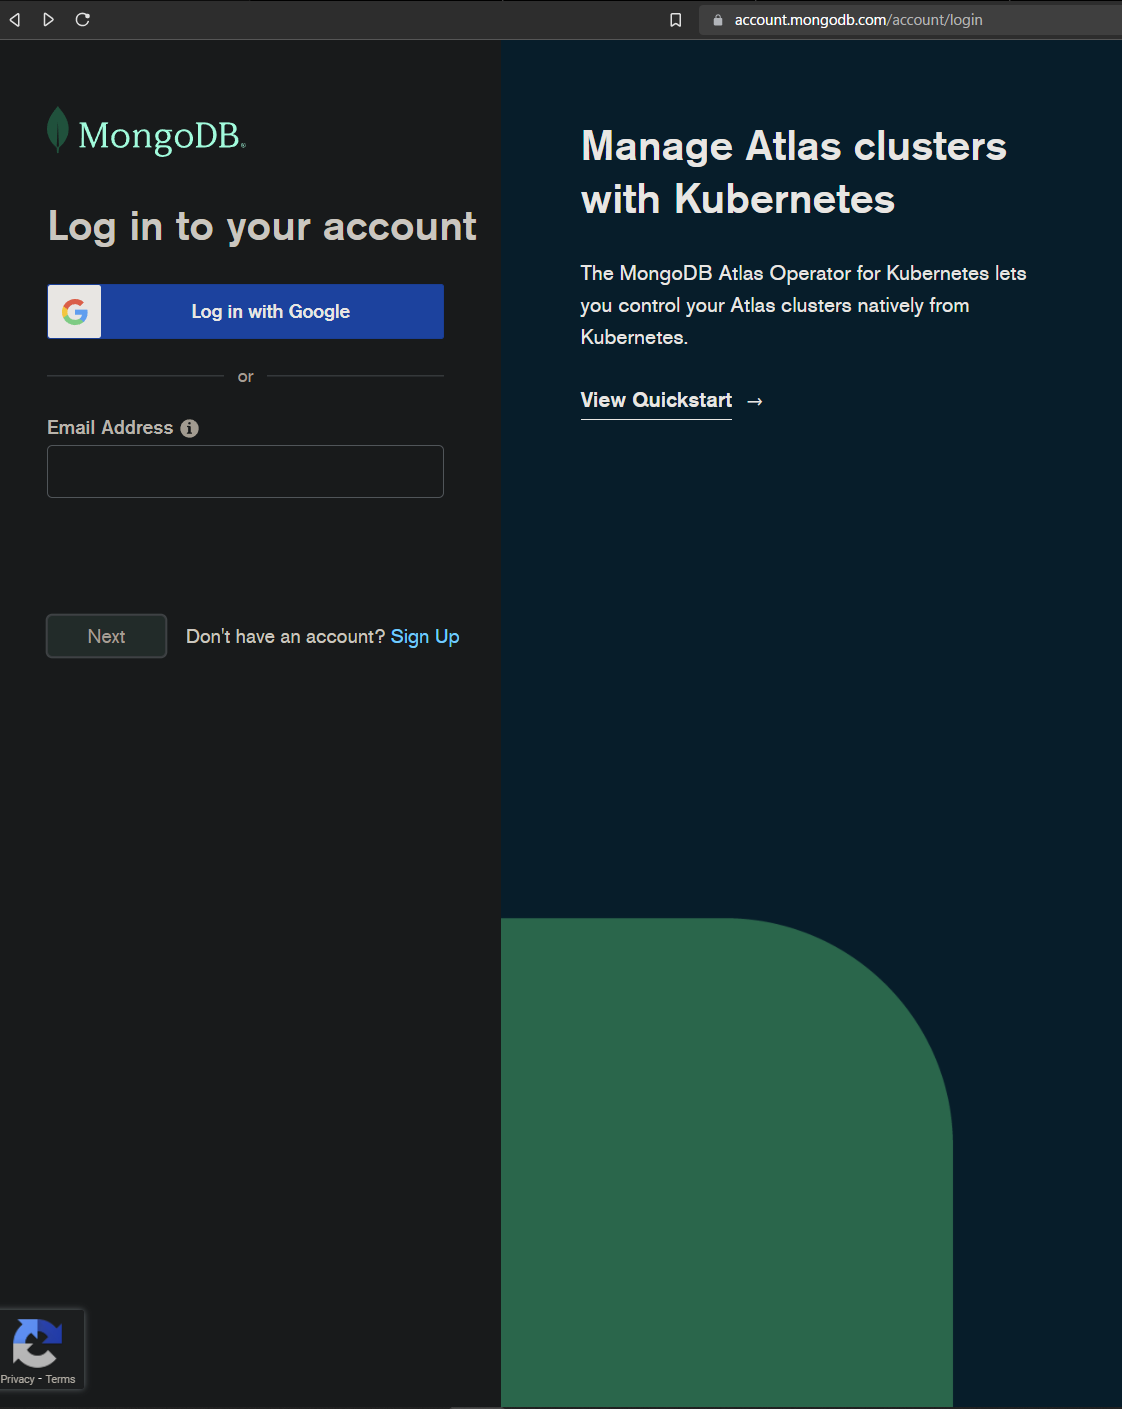 account.mongodb.com/account/login
MongoDB®
Log in to your account
Log in with Google
or
Email Address
Next
Don't have an account? Sign Up
Privacy - Terms
Manage Atlas clusters
with Kubernetes
The MongoDB Atlas Operator for Kubernetes lets
you control your Atlas clusters natively from
Kubernetes.
View Quickstart →